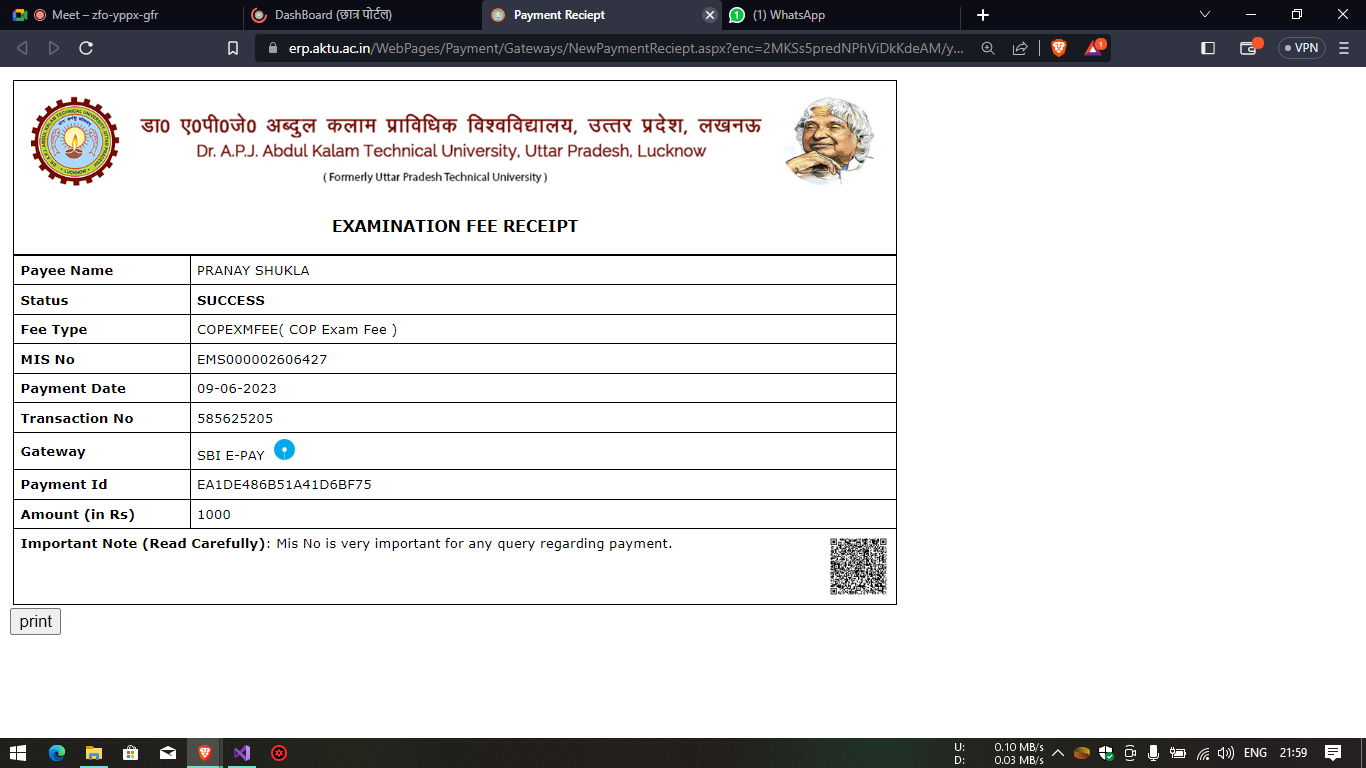 Meet – zfo-yppx-gfr
DashBoard (छात्र पोर्टल)
Payment Reciept
(1) WhatsApp
erp.aktu.ac.in/WebPages/Payment/Gateways/NewPaymentReciept.aspx?enc=2MKSs5predNPhViDkKdeAM/y...
1
VPN
डा0 ए0पी0जे0 अब्दुल कलाम प्राविधिक विश्वविद्यालय, उत्तर प्रदेश, लखनऊ
Dr. A.P.J. Abdul Kalam Technical University, Uttar Pradesh, Lucknow
( Formerly Uttar Pradesh Technical University )
EXAMINATION FEE RECEIPT
Payee Name PRANAY SHUKLA
Status SUCCESS
Fee Type COPEXMFEE( COP Exam Fee )
MIS No EMS000002606427
Payment Date 09-06-2023
Transaction No 585625205
Gateway SBI E-PAY
Payment Id EA1DE486B51A41D6BF75
Amount (in Rs) 1000
Important Note (Read Carefully): Mis No is very important for any query regarding payment.
print
U: 0.10 MB/s
D: 0.03 MB/s
ENG 21:59